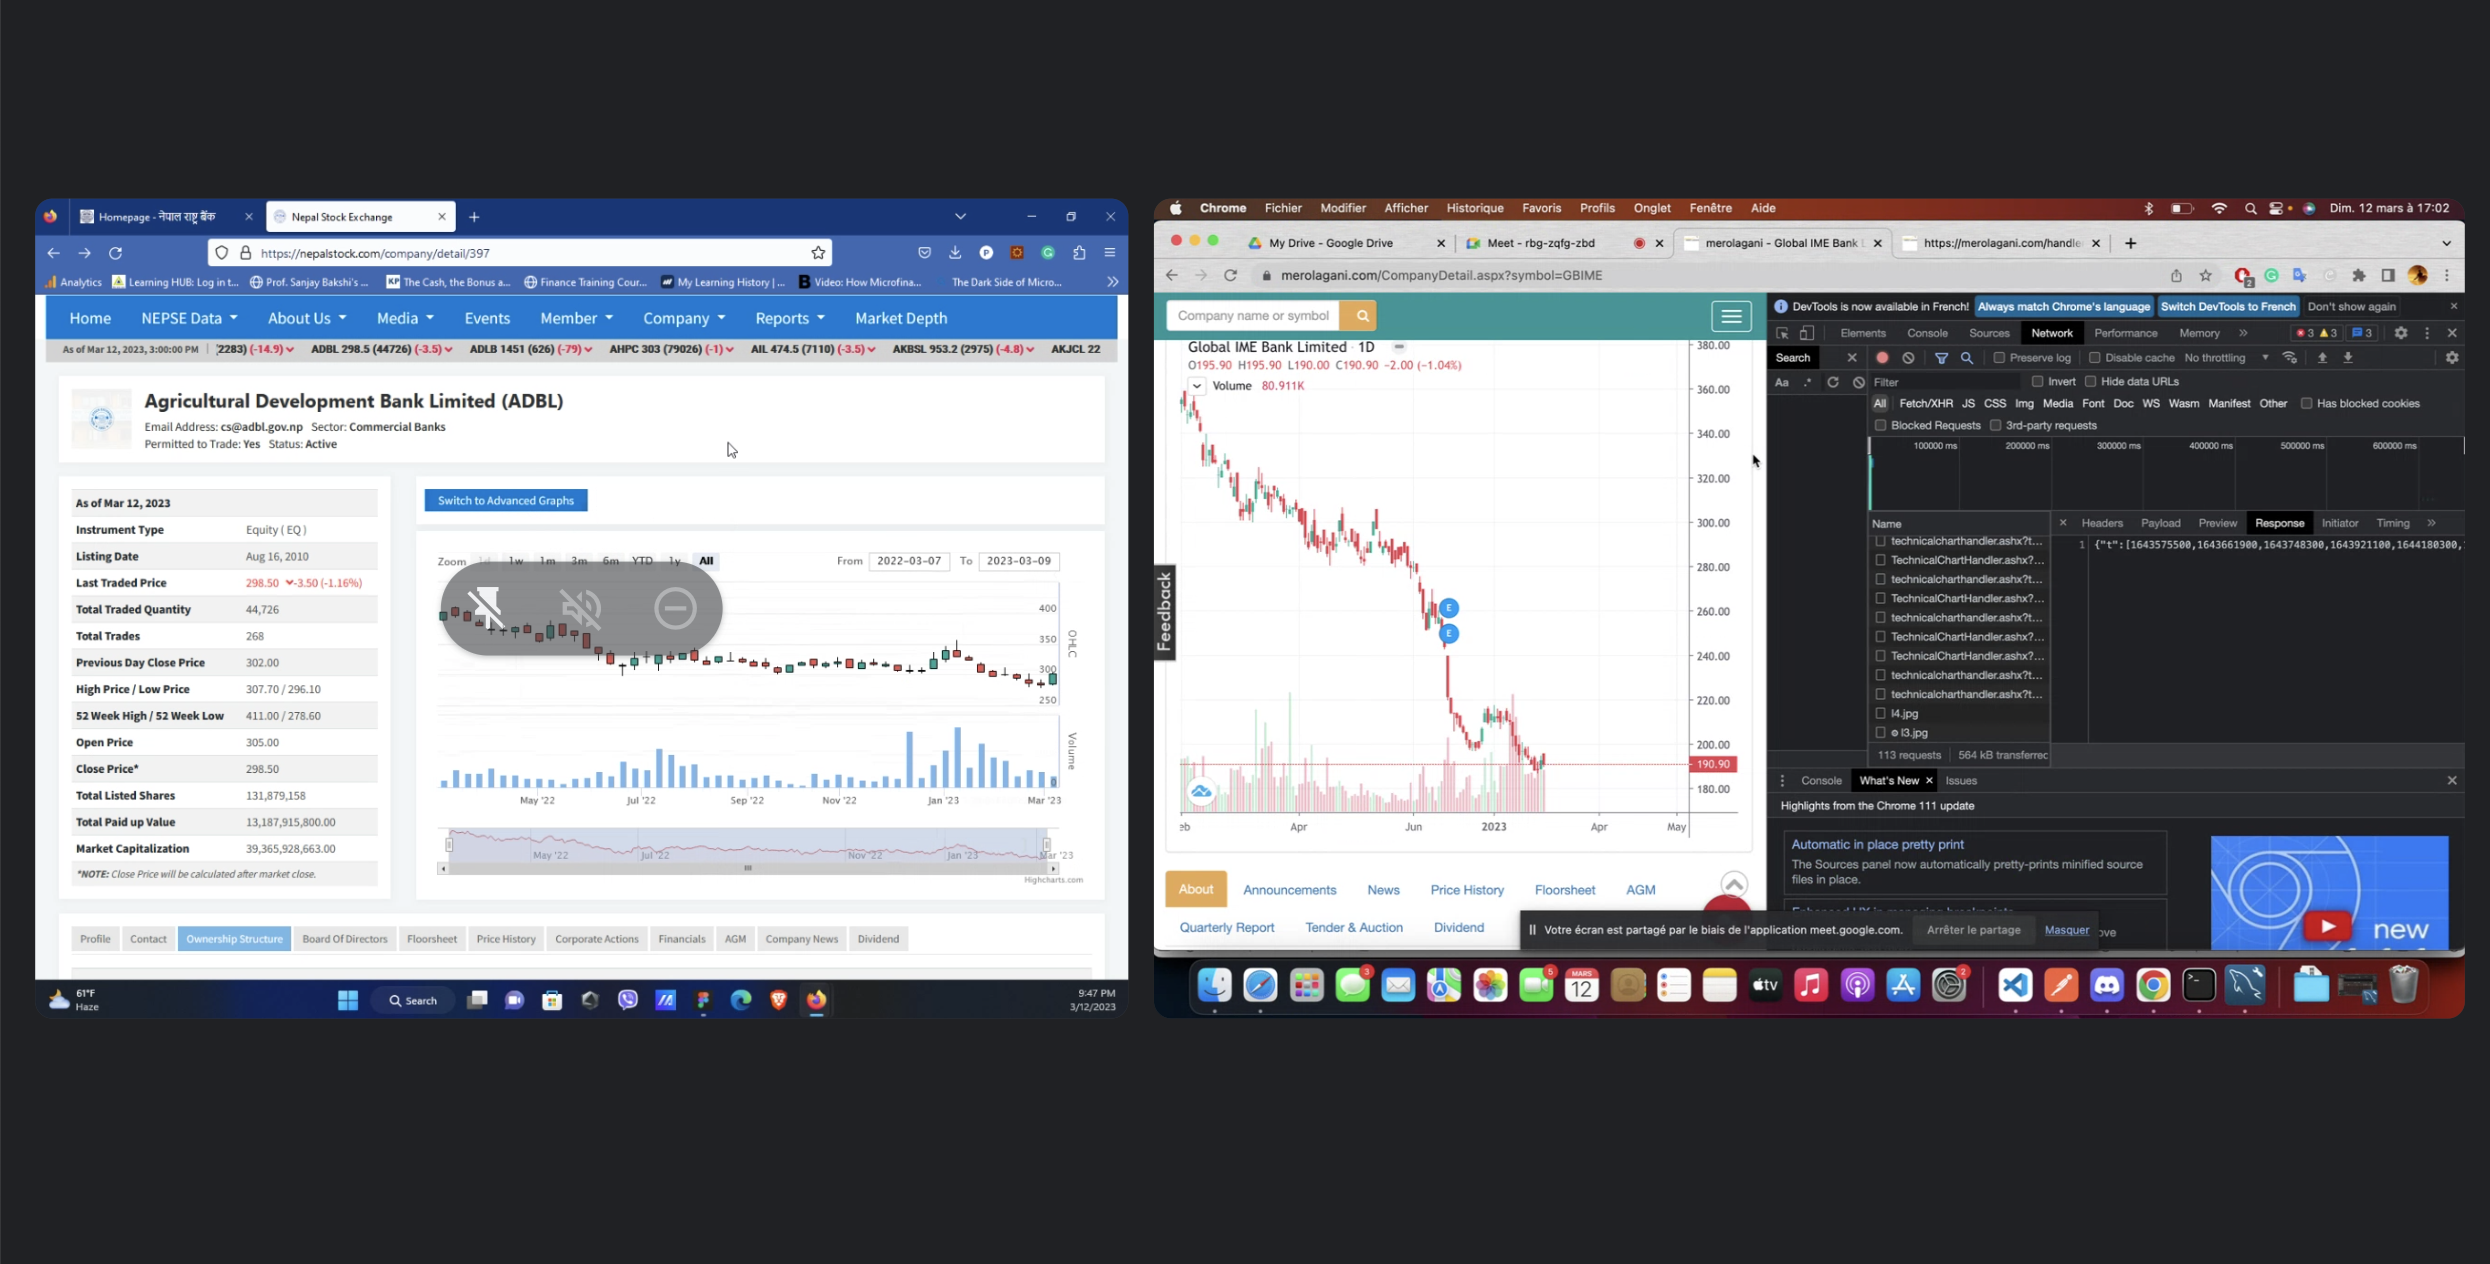 Homepage - नेपाल राष्ट्र बैंक
Nepal Stock Exchange
https://nepalstock.com/company/detail/397
Analytics
Learning HUB: Log in t...
Prof. Sanjay Bakshi's ...
The Cash, the Bonus a...
Finance Training Cour...
My Learning History | ...
Video: How Microfina...
The Dark Side of Micro...
Home
NEPSE Data
About Us
Media
Events
Member
Company
Reports
Market Depth
As of Mar 12, 2023, 3:00:00 PM
2283) (-14.9)
ADBL 298.5 (44726) (-3.5)
ADLB 1451 (626) (-79)
AHPC 303 (79026) (-1)
AIL 474.5 (7110) (-3.5)
AKBSL 953.2 (2975) (-4.8)
AKJCL 22
Agricultural Development Bank Limited (ADBL)
Email Address: cs@adbl.gov.np Sector: Commercial Banks
Permitted to Trade: Yes Status: Active
As of Mar 12, 2023
Instrument Type Equity ( EQ )
Listing Date Aug 16, 2010
Last Traded Price 298.50 -3.50 (-1.16%)
Total Traded Quantity 44,726
Total Trades 268
Previous Day Close Price 302.00
High Price / Low Price 307.70 / 296.10
52 Week High / 52 Week Low 411.00 / 278.60
Open Price 305.00
Close Price* 298.50
Total Listed Shares 131,879,158
Total Paid up Value 13,187,915,800.00
Market Capitalization 39,365,928,663.00
*NOTE: Close Price will be calculated after market close.
Switch to Advanced Graphs
Zoom 1d 1w 1m 3m 6m YTD 1y All
From 2022-03-07 To 2023-03-09
400
350
300
250
OHLC
Volume
0
May '22 Jul '22 Sep '22 Nov '22 Jan '23 Mar '23
May '22 Jul '22 Nov '22 Jan '23 Mar '23
Highcharts.com
Profile
Contact
Ownership Structure
Board Of Directors
Floorsheet
Price History
Corporate Actions
Financials
AGM
Company News
Dividend
61°F
Haze
Search
9:47 PM
3/12/2023
Chrome Fichier Modifier Afficher Historique Favoris Profils Onglet Fenêtre Aide
Dim. 12 mars à 17:02
My Drive - Google Drive
Meet - rbg-zqfg-zbd
merolagani - Global IME Bank L
https://merolagani.com/handle
merolagani.com/CompanyDetail.aspx?symbol=GBIME
Company name or symbol
Global IME Bank Limited · 1D
O195.90 H195.90 L190.00 C190.90 -2.00 (-1.04%)
Volume 80.911K
380.00
360.00
340.00
320.00
300.00
280.00
260.00
240.00
220.00
200.00
190.90
180.00
E
E
eb Apr Jun 2023 Apr May
Feedback
About
Announcements
News
Price History
Floorsheet
AGM
Quarterly Report
Tender & Auction
Dividend
DevTools is now available in French!
Always match Chrome's language
Switch DevTools to French
Don't show again
Elements Console Sources Network Performance Memory
3 3 3
Search
Preserve log
Disable cache
No throttling
Aa .*
Filter
Invert
Hide data URLs
All Fetch/XHR JS CSS Img Media Font Doc WS Wasm Manifest Other
Has blocked cookies
Blocked Requests
3rd-party requests
100000 ms 200000 ms 300000 ms 400000 ms 500000 ms 600000 ms
Name
Headers Payload Preview Response Initiator Timing
technicalcharthandler.ashx?t...
TechnicalChartHandler.ashx?...
technicalcharthandler.ashx?t...
TechnicalChartHandler.ashx?...
technicalcharthandler.ashx?t...
TechnicalChartHandler.ashx?...
TechnicalChartHandler.ashx?...
technicalcharthandler.ashx?t...
technicalcharthandler.ashx?t...
l4.jpg
l3.jpg
1 {"t":[1643575500,1643661900,1643748300,1643921100,1644180300,
113 requests 564 kB transferrec
Console What's New Issues
Highlights from the Chrome 111 update
Automatic in place pretty print
The Sources panel now automatically pretty-prints minified source
files in place.
new
Votre écran est partagé par le biais de l'application meet.google.com.
Arrêter le partage
Masquer
3
5
MARS
12
tv
2